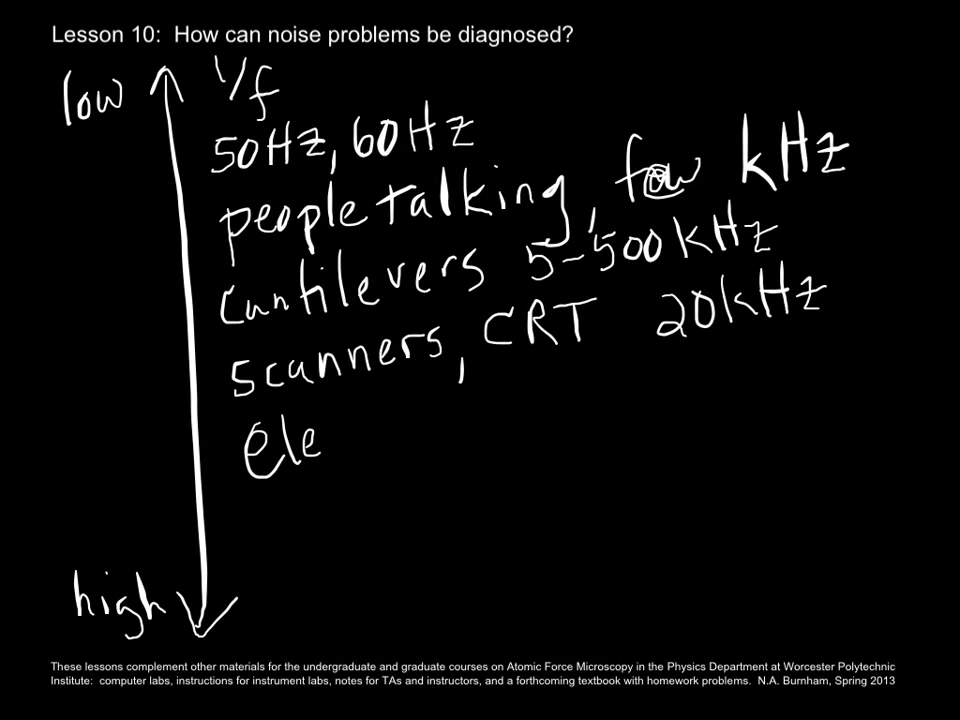 Lesson 10:  How can noise problems be diagnosed?
low
1/f
50Hz, 60Hz
people talking, few kHz
cantilevers 5-500kHz
scanners, CRT 20kHz
ele
high
These lessons complement other materials for the undergraduate and graduate courses on Atomic Force Microscopy in the Physics Department at Worcester Polytechnic
Institute:  computer labs, instructions for instrument labs, notes for TAs and instructors, and a forthcoming textbook with homework problems.  N.A. Burnham, Spring 2013